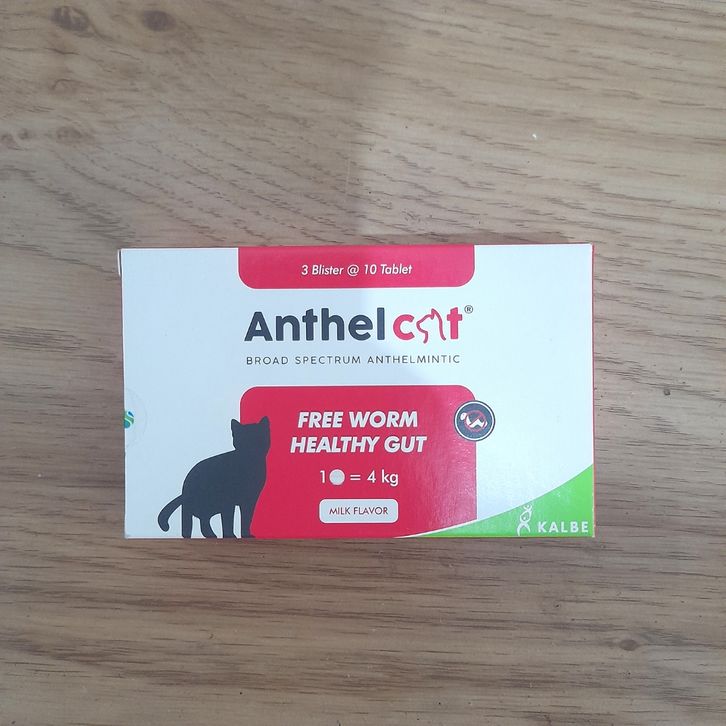 3 Blister @ 10 Tablet
Anthelcat®
BROAD SPECTRUM ANTHELMINTIC
FREE WORM
HEALTHY GUT
1 = 4 kg
MILK FLAVOR
KALBE